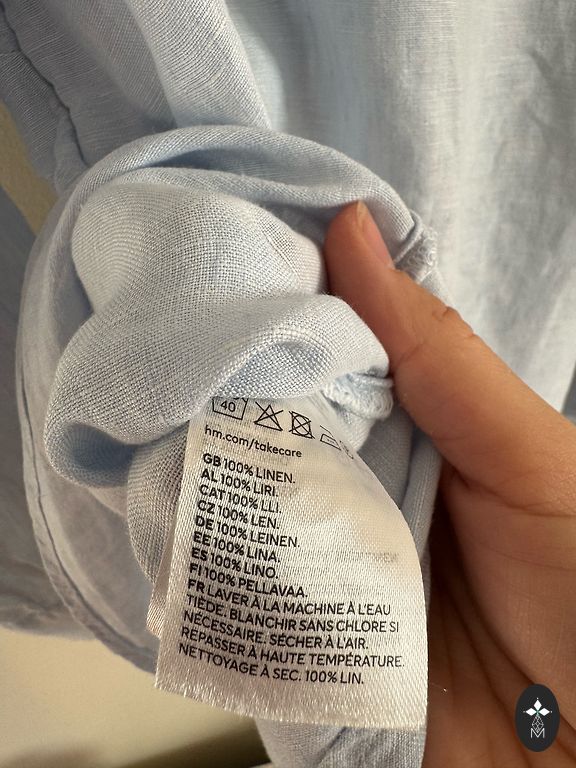 40
hm.com/takecare
GB 100% LINEN.
AL 100% LIRI.
CAT 100% LLI.
CZ 100% LEN.
DE 100% LEINEN.
EE 100% LINA.
ES 100% LINO.
FI 100% PELLAVAA.
FR LAVER À LA MACHINE À L'EAU
TIÈDE. BLANCHIR SANS CHLORE SI
NÉCESSAIRE. SÉCHER À L'AIR.
REPASSER À HAUTE TEMPÉRATURE.
NETTOYAGE À SEC. 100% LIN.
M